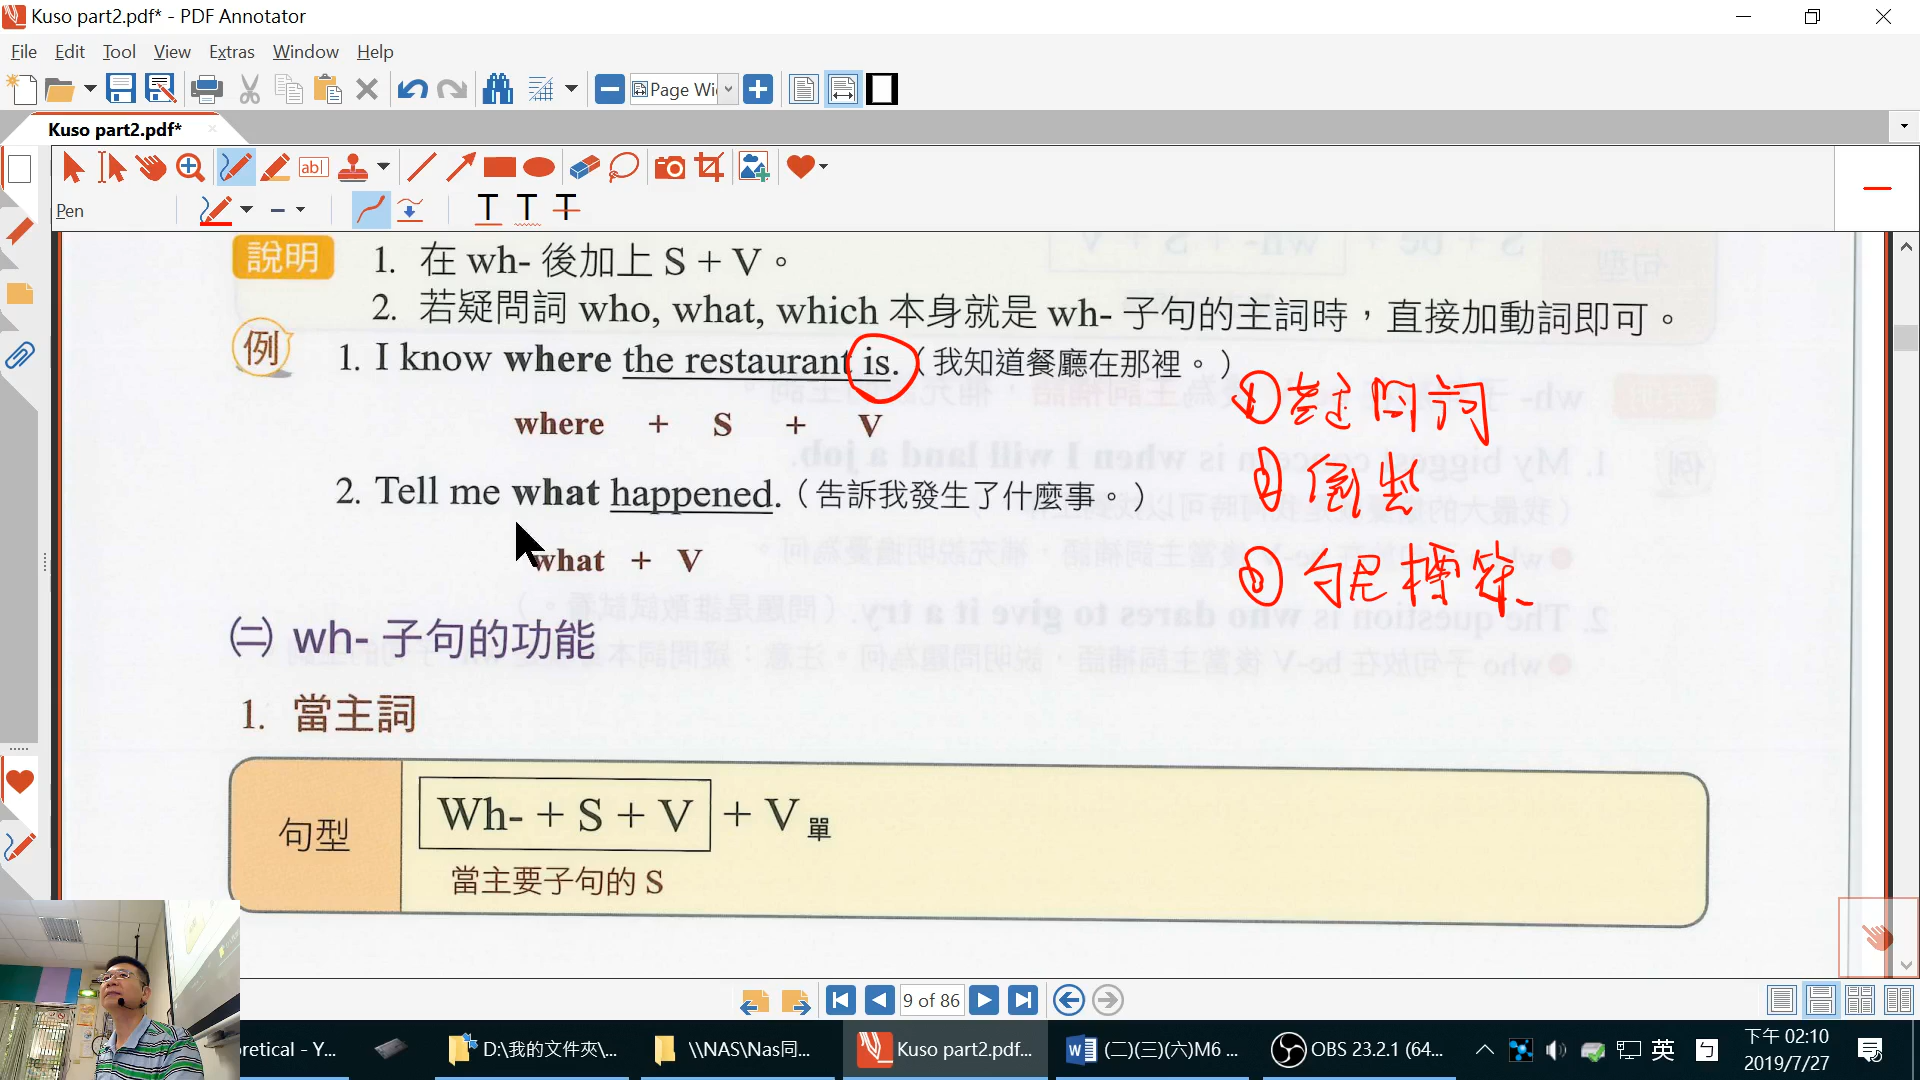 Kuso part2.pdf* - PDF Annotator
File Edit Tool View Extras Window Help
Page Wi
Kuso part2.pdf*
ab|
Pen
T T T
說明 1. 在 wh- 後加上 S + V。
2. 若疑問詞 who, what, which 本身就是 wh- 子句的主詞時，直接加動詞即可。
例 1. I know where the restaurant is.（我知道餐廳在那裡。）
where + S + V
① 疑問詞
2. Tell me what happened.（告訴我發生了什麼事。）
② 倒裝
what + V
③ 句尾標點
㈡ wh- 子句的功能
1. 當主詞
句型 Wh- + S + V + V單
當主要子句的 S
9 of 86
retical - Y...
D:\我的文件夾\...
\\NAS\Nas同...
Kuso part2.pdf...
(二)(三)(六)M6 ...
OBS 23.2.1 (64...
英
下午 02:10
2019/7/27